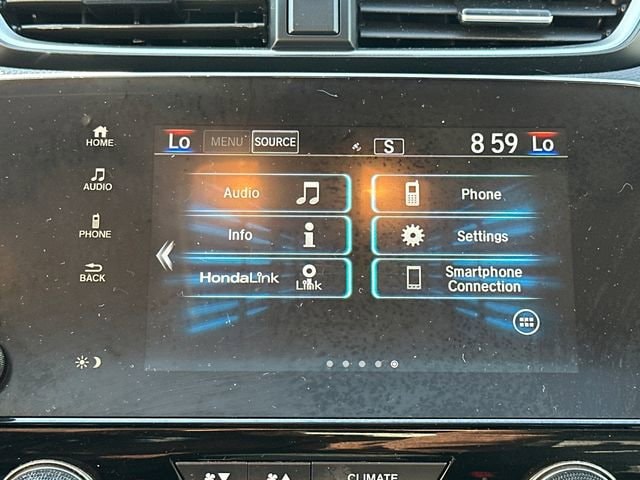 HOME
AUDIO
PHONE
BACK
Lo MENU SOURCE S 8 59 Lo
Audio Phone
Info Settings
HondaLink Link Smartphone
Connection
CLIMATE